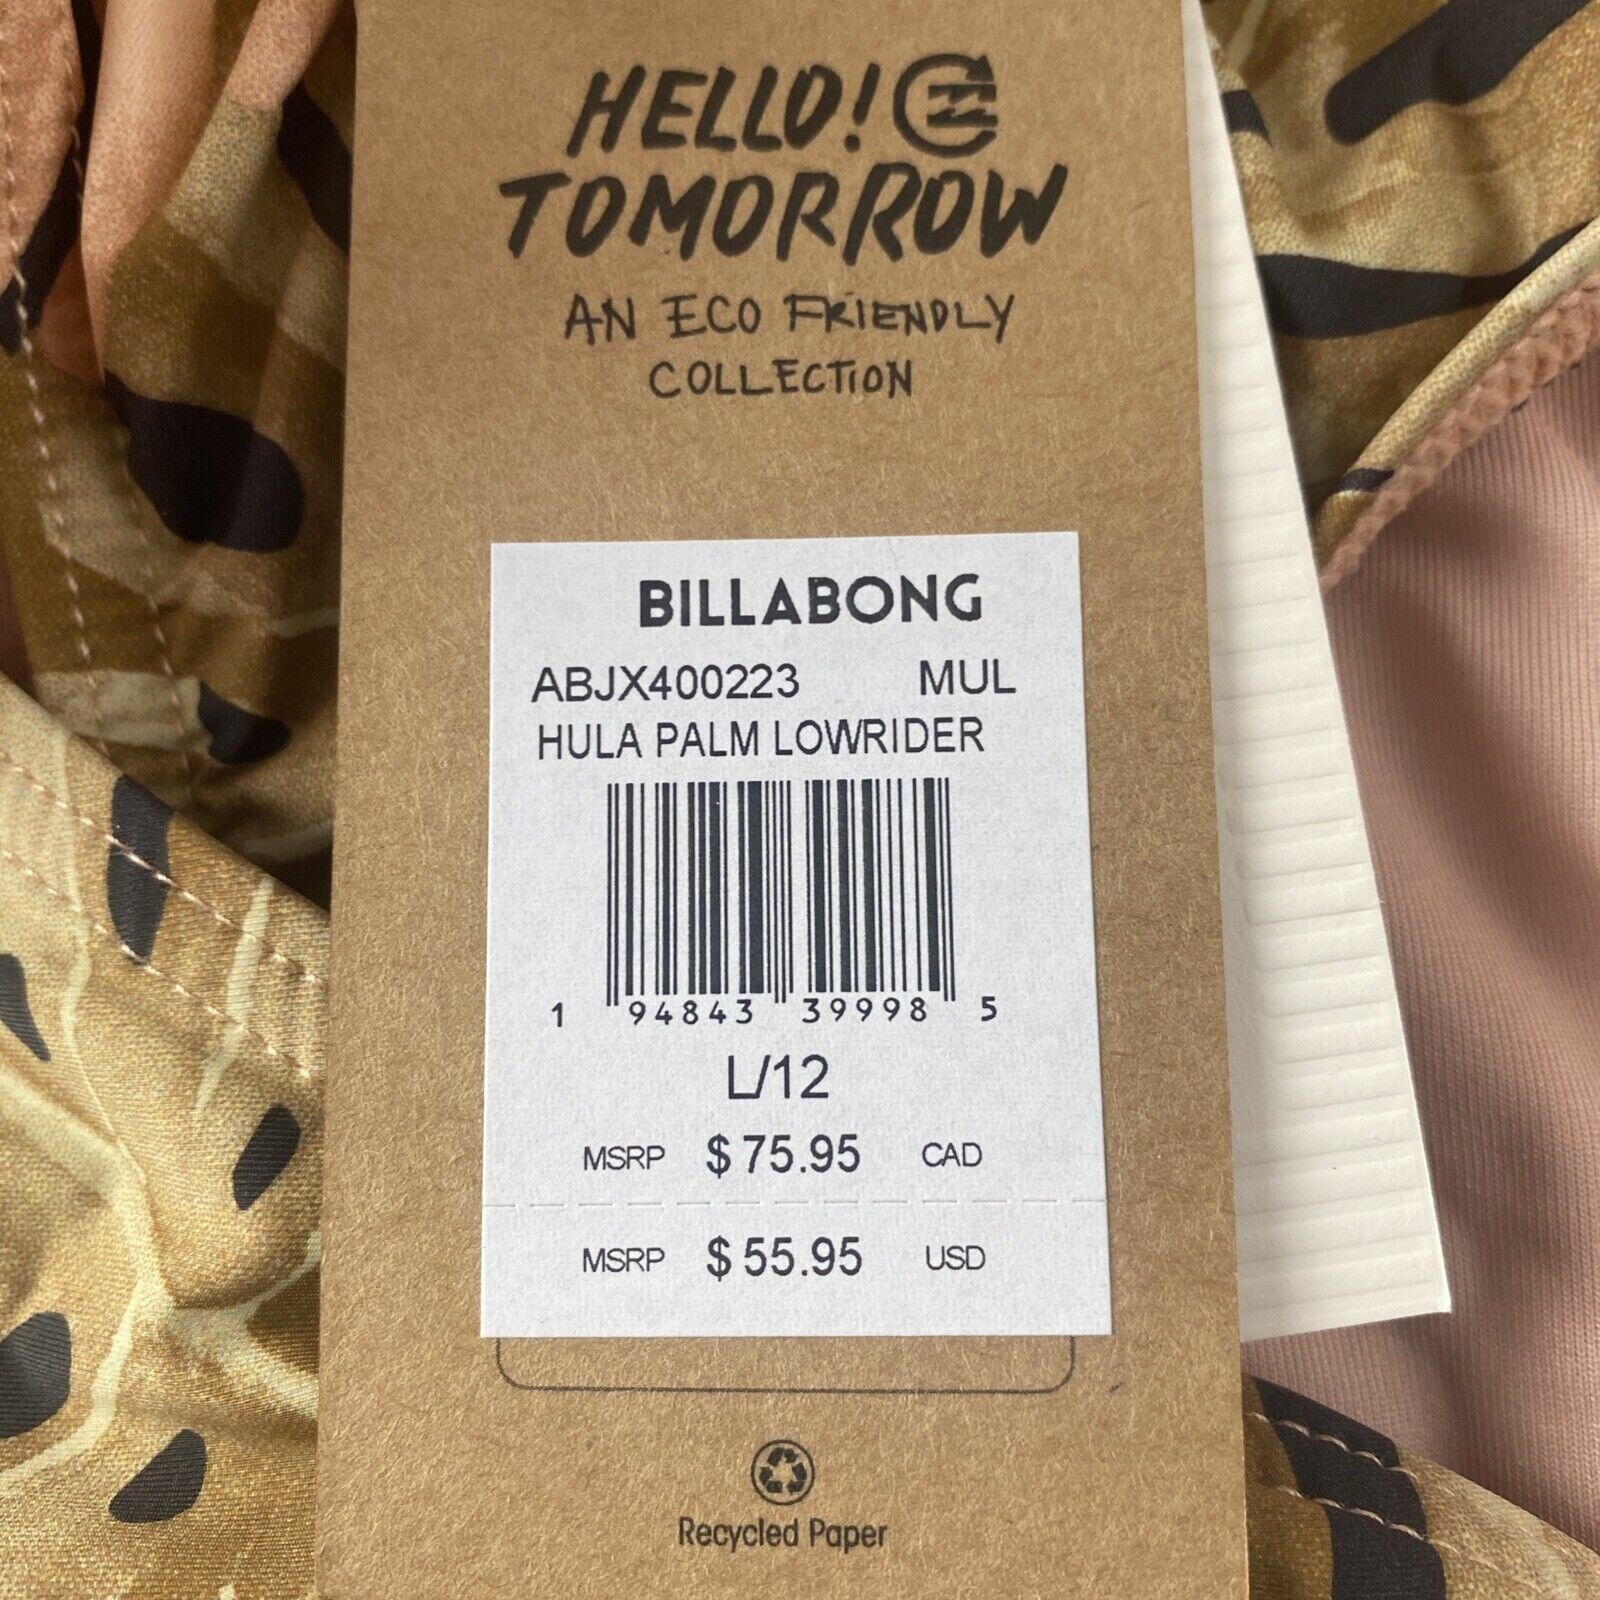 HELLO!
TOMORROW
AN ECO FRIENDLY
COLLECTION
BILLABONG
ABJX400223 MUL
HULA PALM LOWRIDER
1 94843 39998 5
L/12
MSRP $ 75.95 CAD
MSRP $ 55.95 USD
Recycled Paper